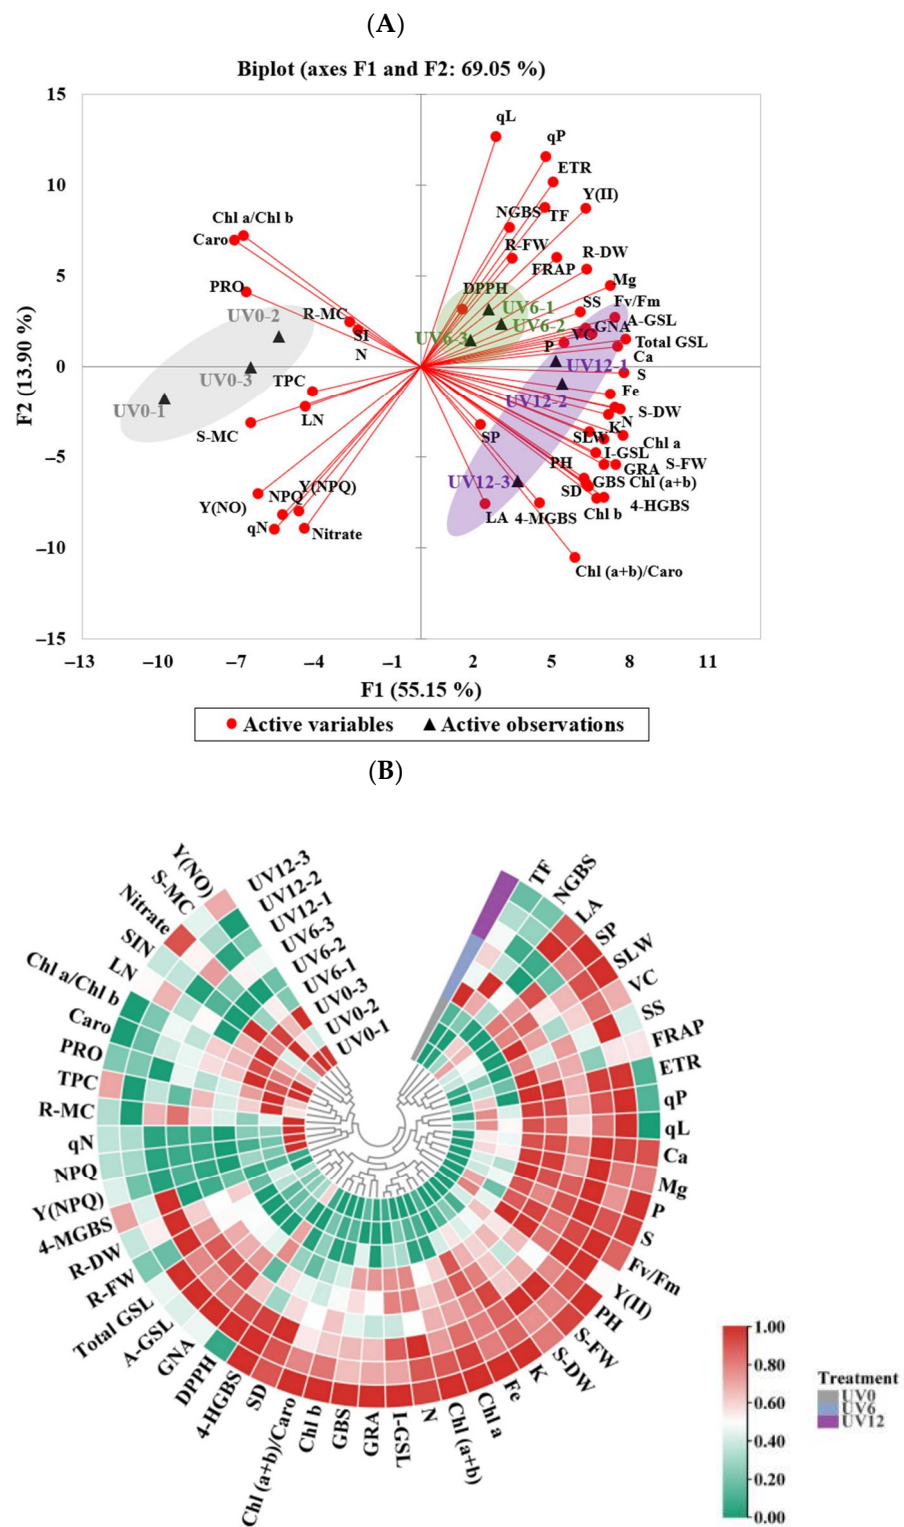 (A)
Biplot (axes F1 and F2: 69.05 %)
15
10
5
0
−5
−10
−15
F2 (13.90 %)
qL
qP
ETR
Y(II)
NGBS
TF
R-FW
R-DW
FRAP
Mg
DPPH
SS
Fv/Fm
UV6-1
A-GSL
UV6-2
GNA
VC
UV6-3
P
Total GSL
Ca
UV12-1
S
Fe
UV12-2
S-DW
N
K
SP
SLW
Chl a
I-GSL
PH
S-FW
GRA
GBS
Chl (a+b)
UV12-3
SD
4-HGBS
Chl b
LA
4-MGBS
Chl (a+b)/Caro
Chl a/Chl b
Caro
PRO
R-MC
UV0-2
SI
N
UV0-3
TPC
UV0-1
LN
S-MC
Y(NPQ)
NPQ
Y(NO)
qN
Nitrate
−13
−10
−7
−4
−1
2
5
8
11
F1 (55.15 %)
Active variables
Active observations
(B)
UV12-3
UV12-2
UV12-1
UV6-3
UV6-2
UV6-1
UV0-3
UV0-2
UV0-1
TF
NGBS
LA
SP
SLW
VC
SS
FRAP
ETR
qP
qL
Ca
Mg
P
S
Fv/Fm
Y(II)
PH
S-FW
S-DW
K
Fe
Chl a
Chl (a+b)
N
I-GSL
GRA
GBS
Chl b
Chl (a+b)/Caro
SD
4-HGBS
DPPH
GNA
A-GSL
Total GSL
R-FW
R-DW
4-MGBS
Y(NPQ)
NPQ
qN
R-MC
TPC
PRO
Caro
Chl a/Chl b
LN
SIN
Nitrate
S-MC
Y(NO)
1.00
0.80
0.60
0.40
0.20
0.00
Treatment
UV0
UV6
UV12